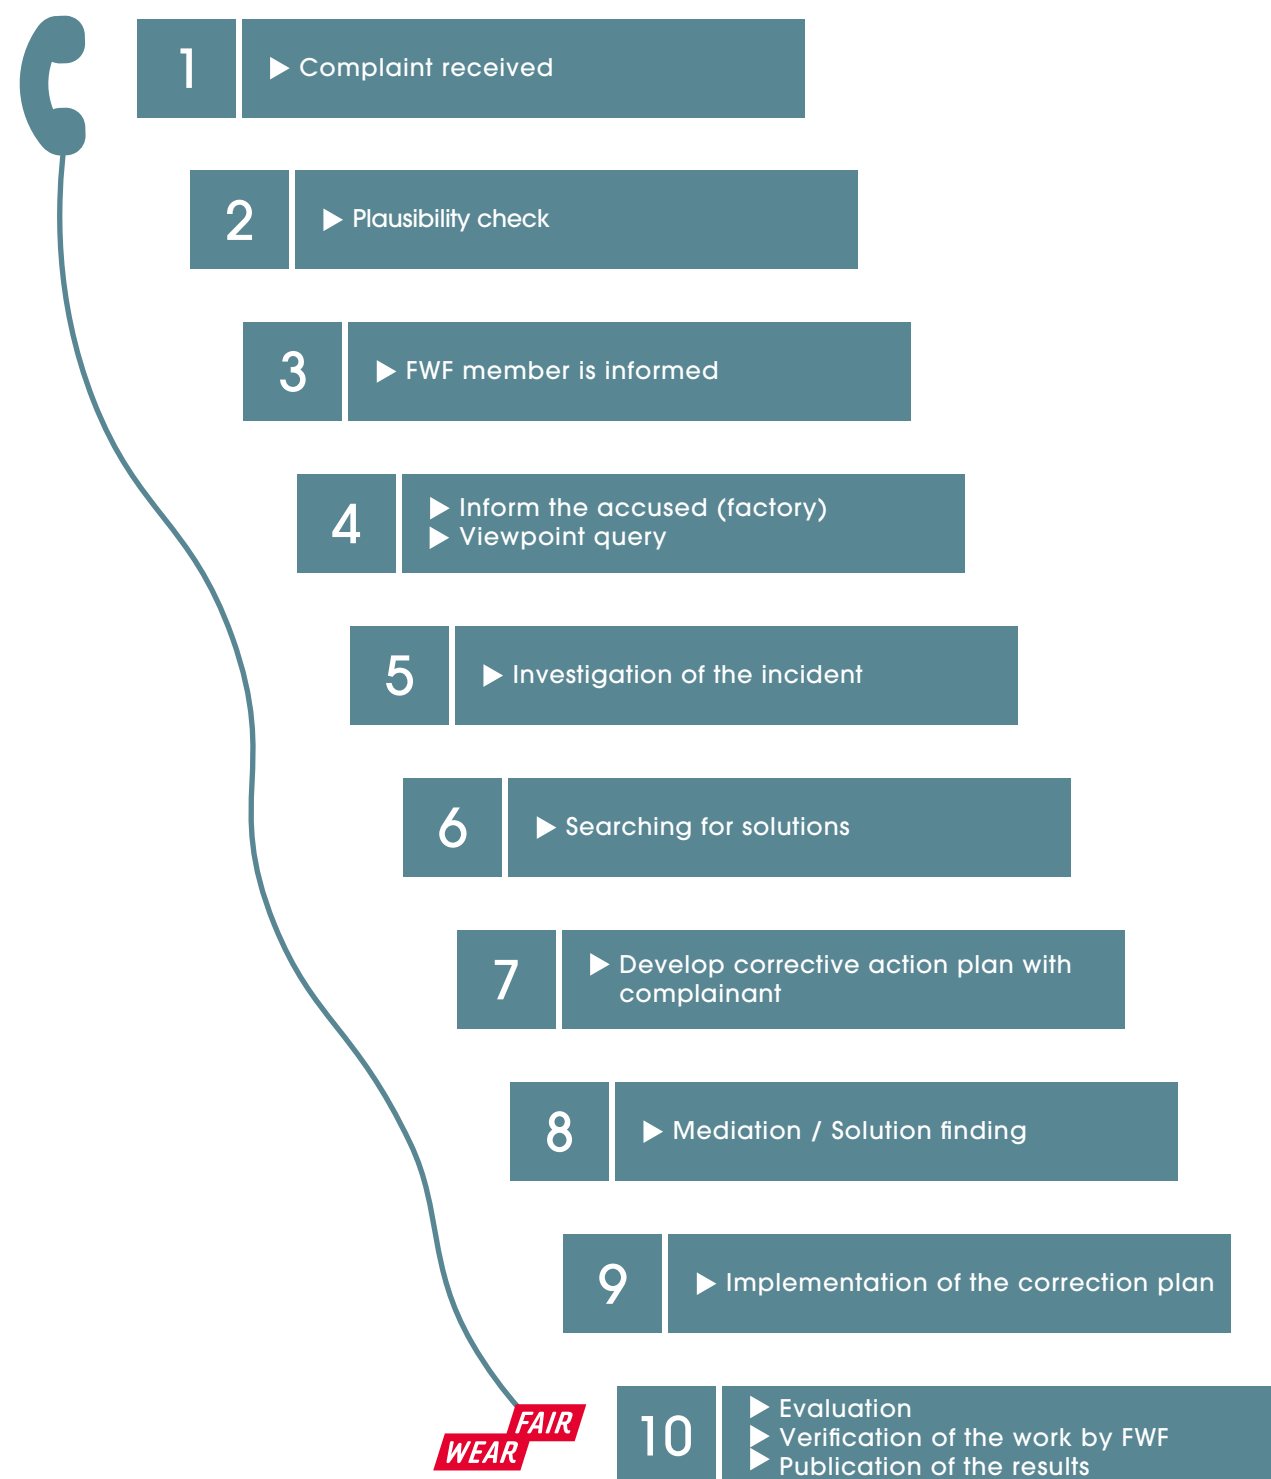 1
Complaint received
2
Plausibility check
3
FWF member is informed
4
Inform the accused (factory)
Viewpoint query
5
Investigation of the incident
6
Searching for solutions
7
Develop corrective action plan with
complainant
8
Mediation / Solution finding
9
Implementation of the correction plan
FAIR
WEAR
10
Evaluation
Verification of the work by FWF
Publication of the results